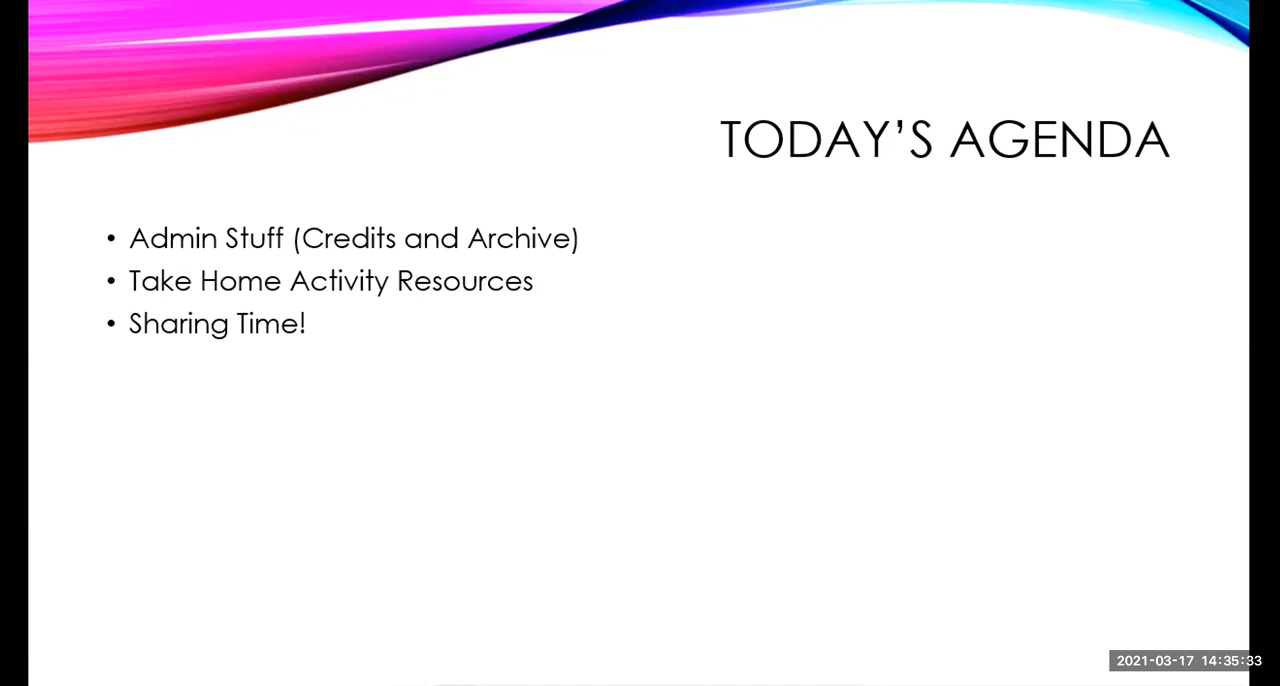 TODAY’S AGENDA
• Admin Stuff (Credits and Archive)
• Take Home Activity Resources
• Sharing Time!
2021-03-17 14:35:33